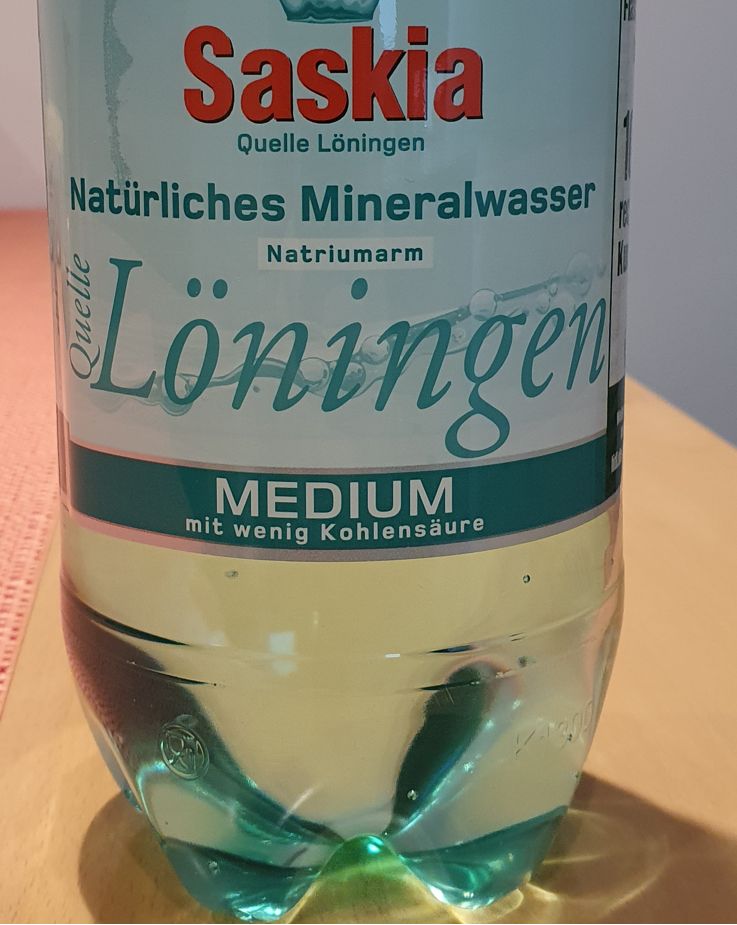 Saskia
Quelle Löningen
Natürliches Mineralwasser
Natriumarm
Quelle
Löningen
MEDIUM
mit wenig Kohlensäure